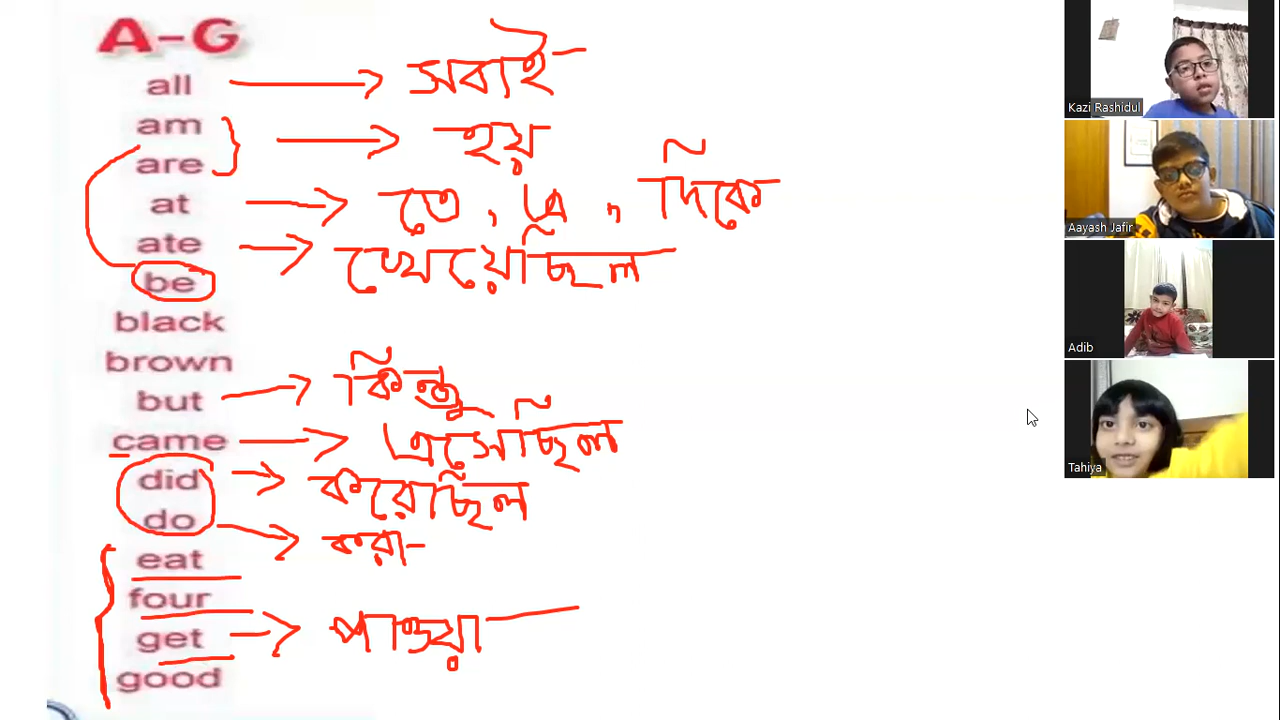 A-G
all → সবাই
am
হয়
are
at → তে, এ, দিকে
ate → খেয়েছিল
be
black
brown
but → কিন্তু
came → এসেছিল
did → করেছিল
do → করা
eat
four
get → পাওয়া
good
Kazi Rashidul
Aayash Jafir
Adib
Tahiya